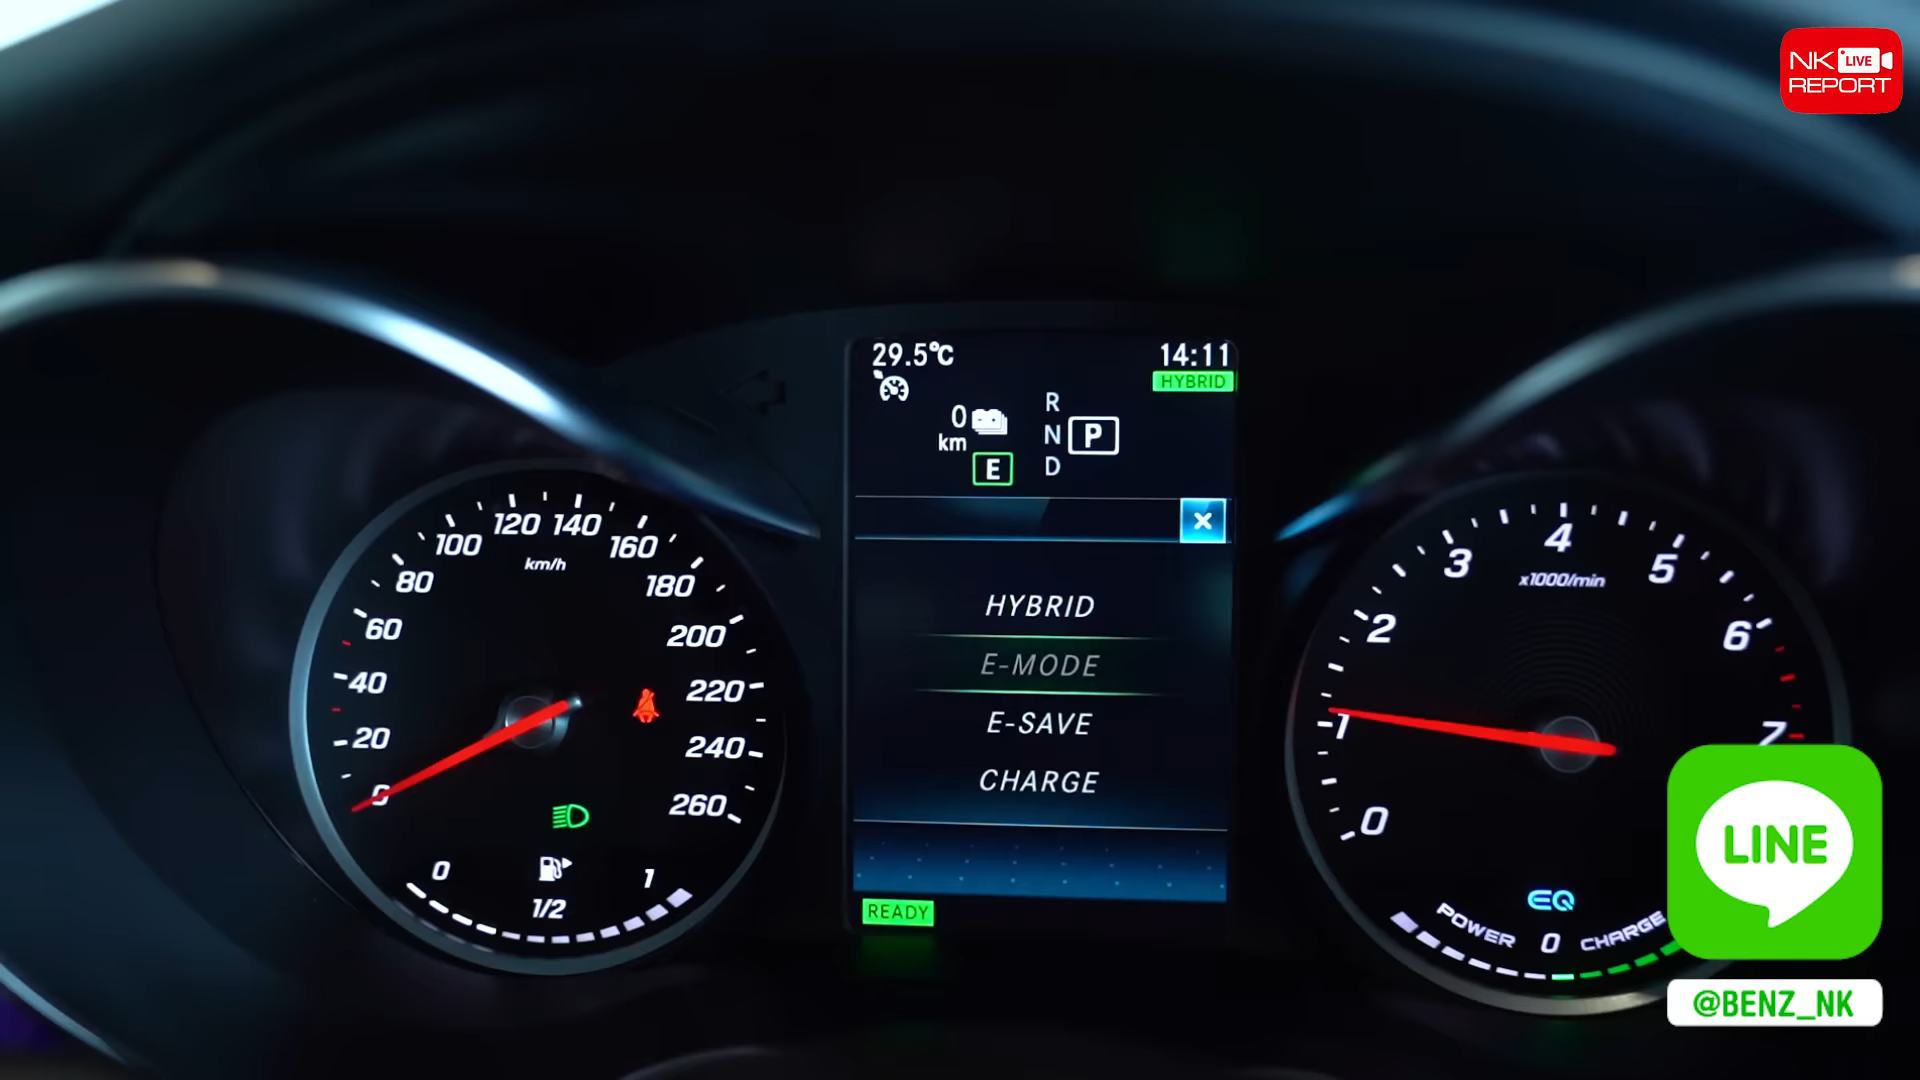 NK LIVE
REPORT
29.5°C
14:11
HYBRID
0
km
E
R
N
D
P
×
HYBRID
E-MODE
E-SAVE
CHARGE
READY
0
20
40
60
80
100
120
140
160
180
200
220
240
260
km/h
0
1/2
1
0
1
2
3
4
5
6
7
x1000/min
EQ
POWER
0
CHARGE
LINE
@BENZ_NK